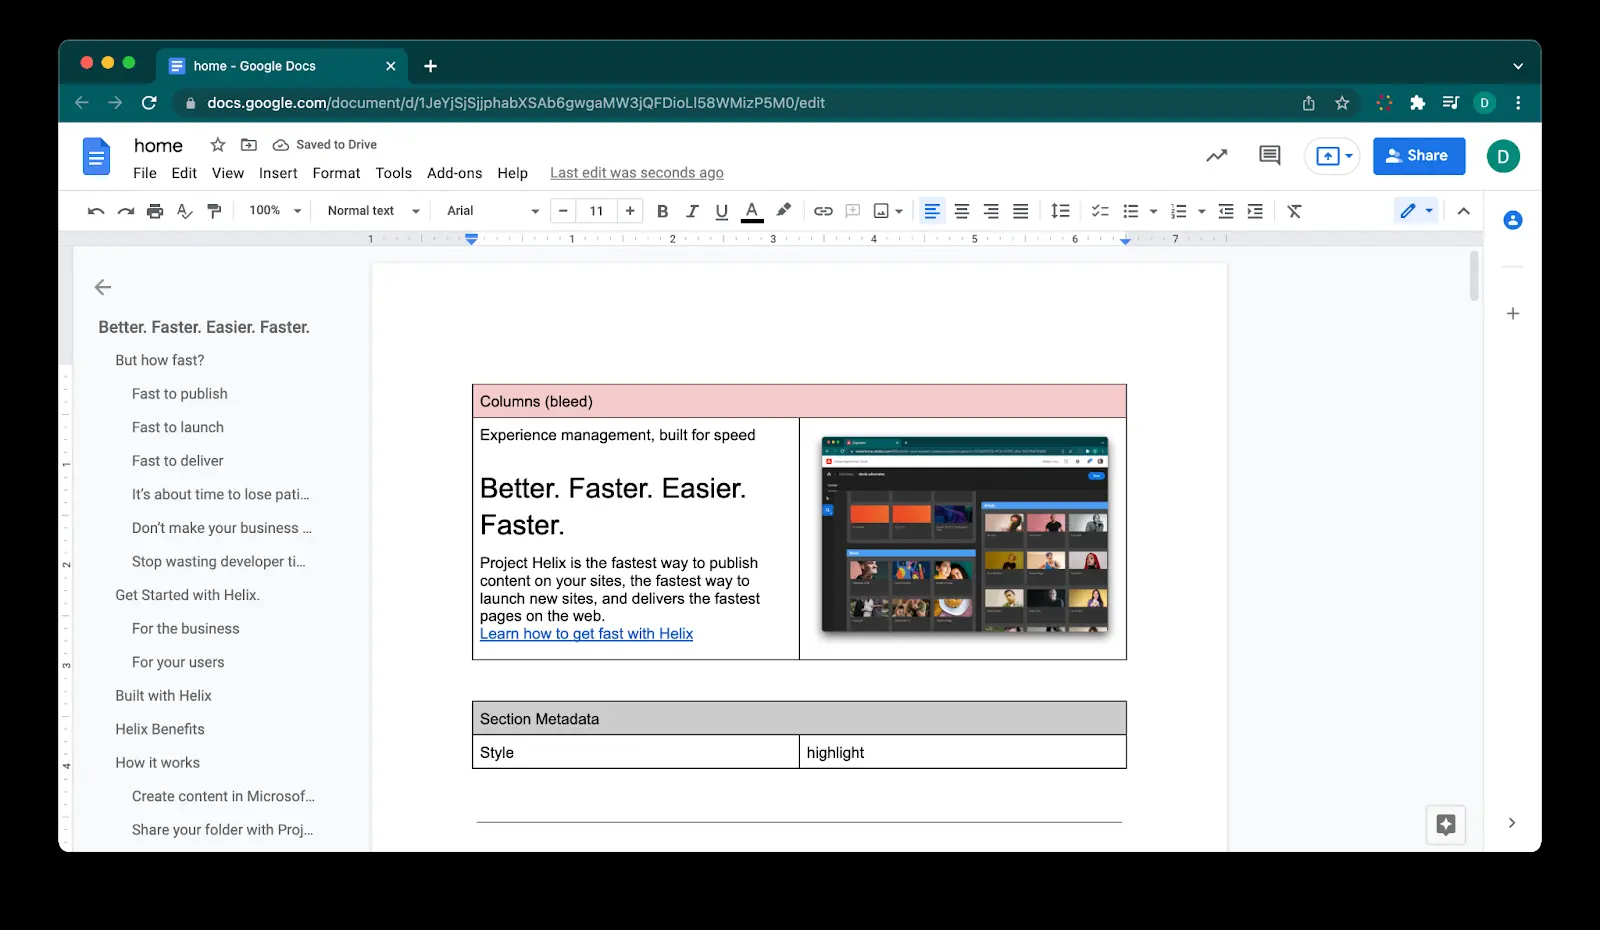 home - Google Docs
docs.google.com/document/d/1JeYjSjSjjphabXSAb6gwgaMW3jQFDioLI58WMizP5M0/edit
D
home
Saved to Drive
File Edit View Insert Format Tools Add-ons Help Last edit was seconds ago
Share
D
100% Normal text Arial 11 B I U A
1 1 2 3 4 5 6 7
Better. Faster. Easier. Faster.
But how fast?
Fast to publish
Fast to launch
Fast to deliver
It's about time to lose pati...
Don't make your business ...
Stop wasting developer ti...
Get Started with Helix.
For the business
For your users
Built with Helix
Helix Benefits
How it works
Create content in Microsof...
Share your folder with Proj...
1
2
3
4
Columns (bleed)
Experience management, built for speed
Better. Faster. Easier.
Faster.
Project Helix is the fastest way to publish
content on your sites, the fastest way to
launch new sites, and delivers the fastest
pages on the web.
Learn how to get fast with Helix
Section Metadata
Style highlight